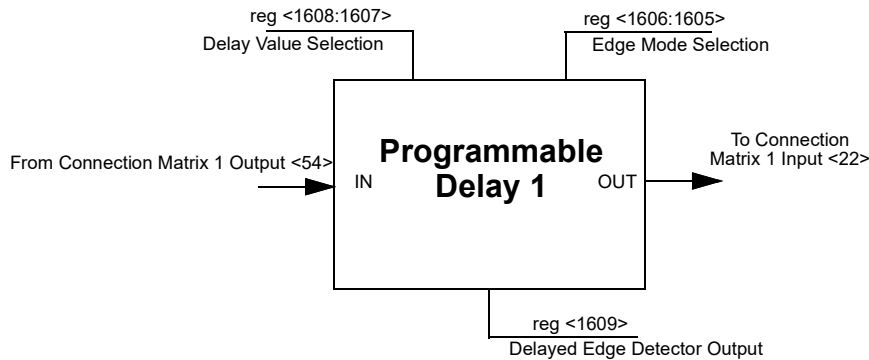 reg <1608:1607>
Delay Value Selection
reg <1606:1605>
Edge Mode Selection
From Connection Matrix 1 Output <54>
IN
Programmable
Delay 1
OUT
To Connection
Matrix 1 Input <22>
reg <1609>
Delayed Edge Detector Output